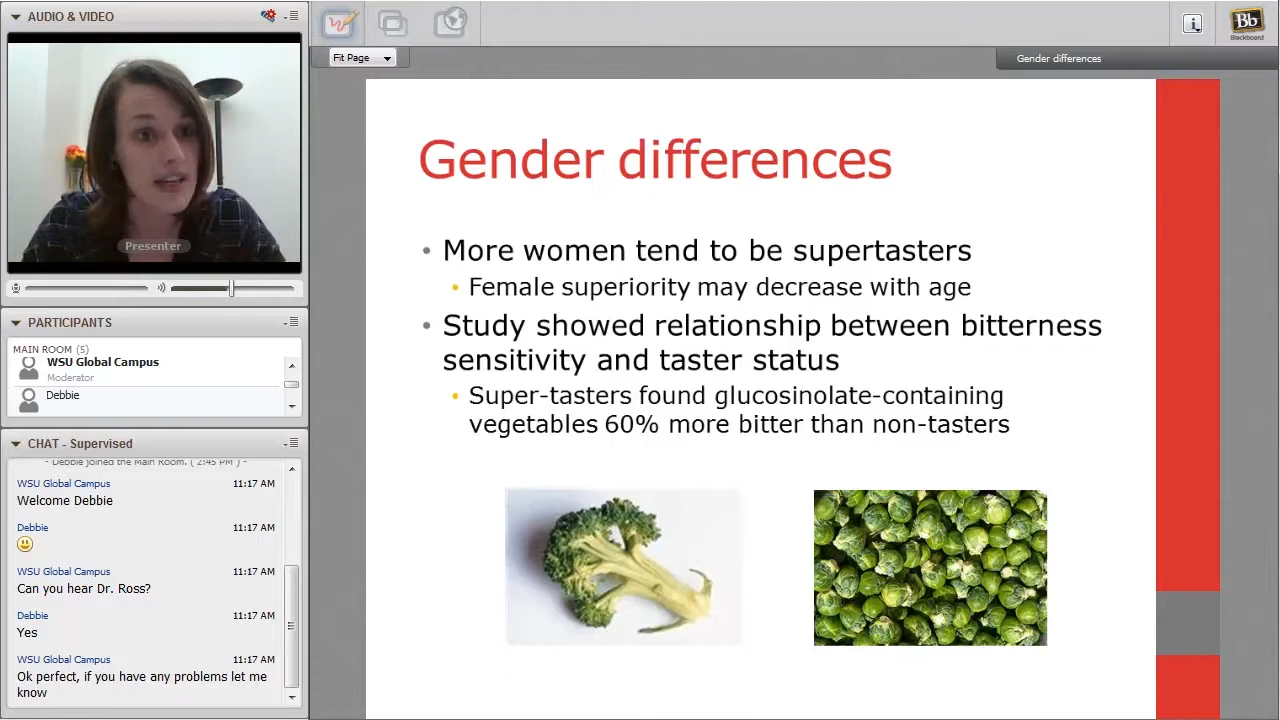 AUDIO & VIDEO
Presenter
PARTICIPANTS
MAIN ROOM (5)
WSU Global Campus
Moderator
Debbie
CHAT - Supervised
- Debbie joined the Main Room. ( 2:45 PM ) -
WSU Global Campus 11:17 AM
Welcome Debbie
Debbie 11:17 AM
WSU Global Campus 11:17 AM
Can you hear Dr. Ross?
Debbie 11:17 AM
Yes
WSU Global Campus 11:17 AM
Ok perfect, if you have any problems let me
know
Fit Page
i
Bb
Blackboard
Gender differences
Gender differences
• More women tend to be supertasters
• Female superiority may decrease with age
• Study showed relationship between bitterness
sensitivity and taster status
• Super-tasters found glucosinolate-containing
vegetables 60% more bitter than non-tasters